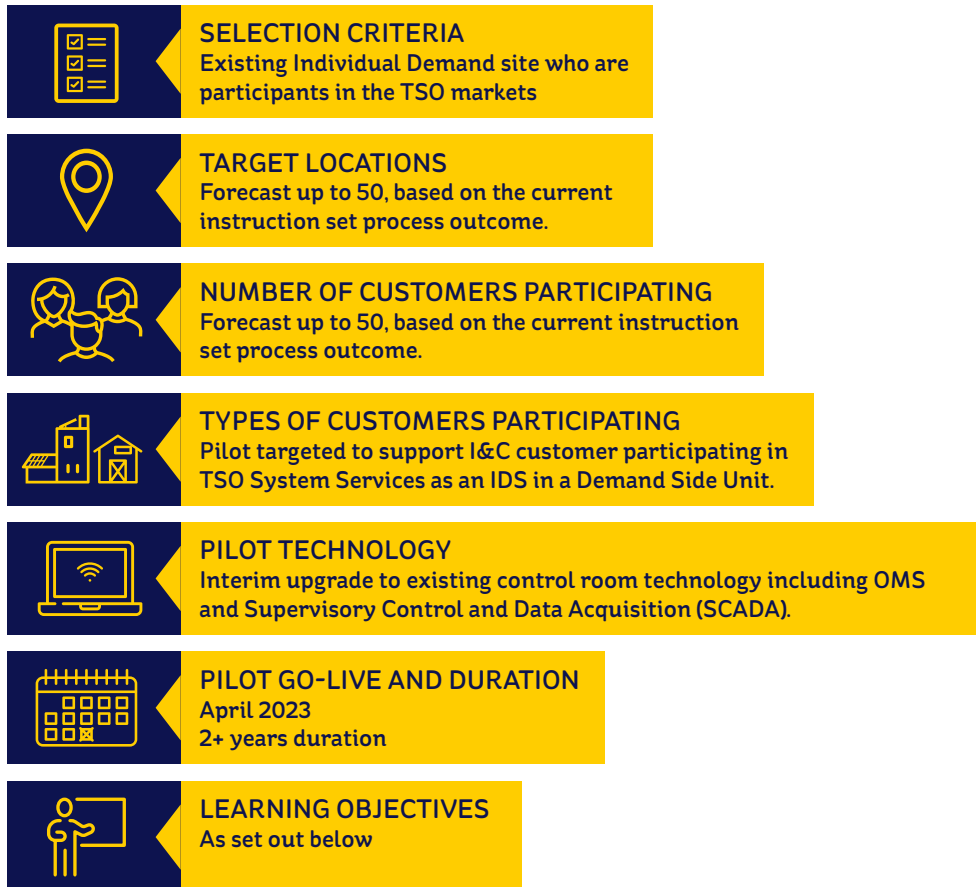 SELECTION CRITERIA
Existing Individual Demand site who are
participants in the TSO markets
TARGET LOCATIONS
Forecast up to 50, based on the current
instruction set process outcome.
NUMBER OF CUSTOMERS PARTICIPATING
Forecast up to 50, based on the current instruction
set process outcome.
TYPES OF CUSTOMERS PARTICIPATING
Pilot targeted to support I&C customer participating in
TSO System Services as an IDS in a Demand Side Unit.
PILOT TECHNOLOGY
Interim upgrade to existing control room technology including OMS
and Supervisory Control and Data Acquisition (SCADA).
PILOT GO-LIVE AND DURATION
April 2023
2+ years duration
LEARNING OBJECTIVES
As set out below